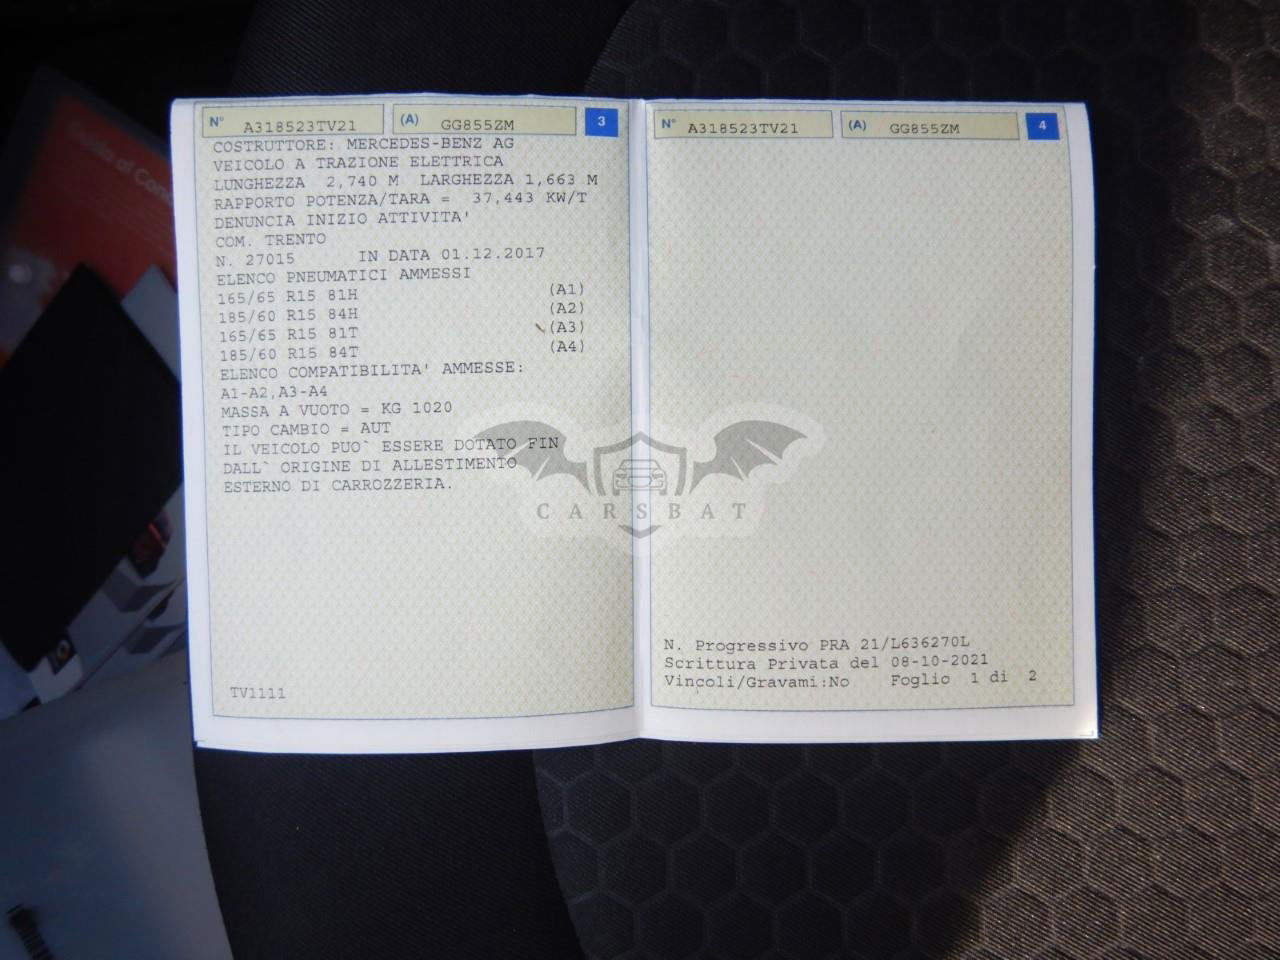 N° A318523TV21 (A) GG855ZM 3
COSTRUTTORE: MERCEDES-BENZ AG
VEICOLO A TRAZIONE ELETTRICA
LUNGHEZZA 2,740 M LARGHEZZA 1,663 M
RAPPORTO POTENZA/TARA = 37,443 KW/T
DENUNCIA INIZIO ATTIVITA'
COM. TRENTO
N. 27015 IN DATA 01.12.2017
ELENCO PNEUMATICI AMMESSI
165/65 R15 81H (A1)
185/60 R15 84H (A2)
165/65 R15 81T (A3)
185/60 R15 84T (A4)
ELENCO COMPATIBILITA' AMMESSE:
A1-A2,A3-A4
MASSA A VUOTO = KG 1020
TIPO CAMBIO = AUT
IL VEICOLO PUO` ESSERE DOTATO FIN
DALL` ORIGINE DI ALLESTIMENTO
ESTERNO DI CARROZZERIA.
TV1111
N° A318523TV21 (A) GG855ZM 4
N. Progressivo PRA 21/L636270L
Scrittura Privata del 08-10-2021
Vincoli/Gravami:No Foglio 1 di 2
CARSBAT